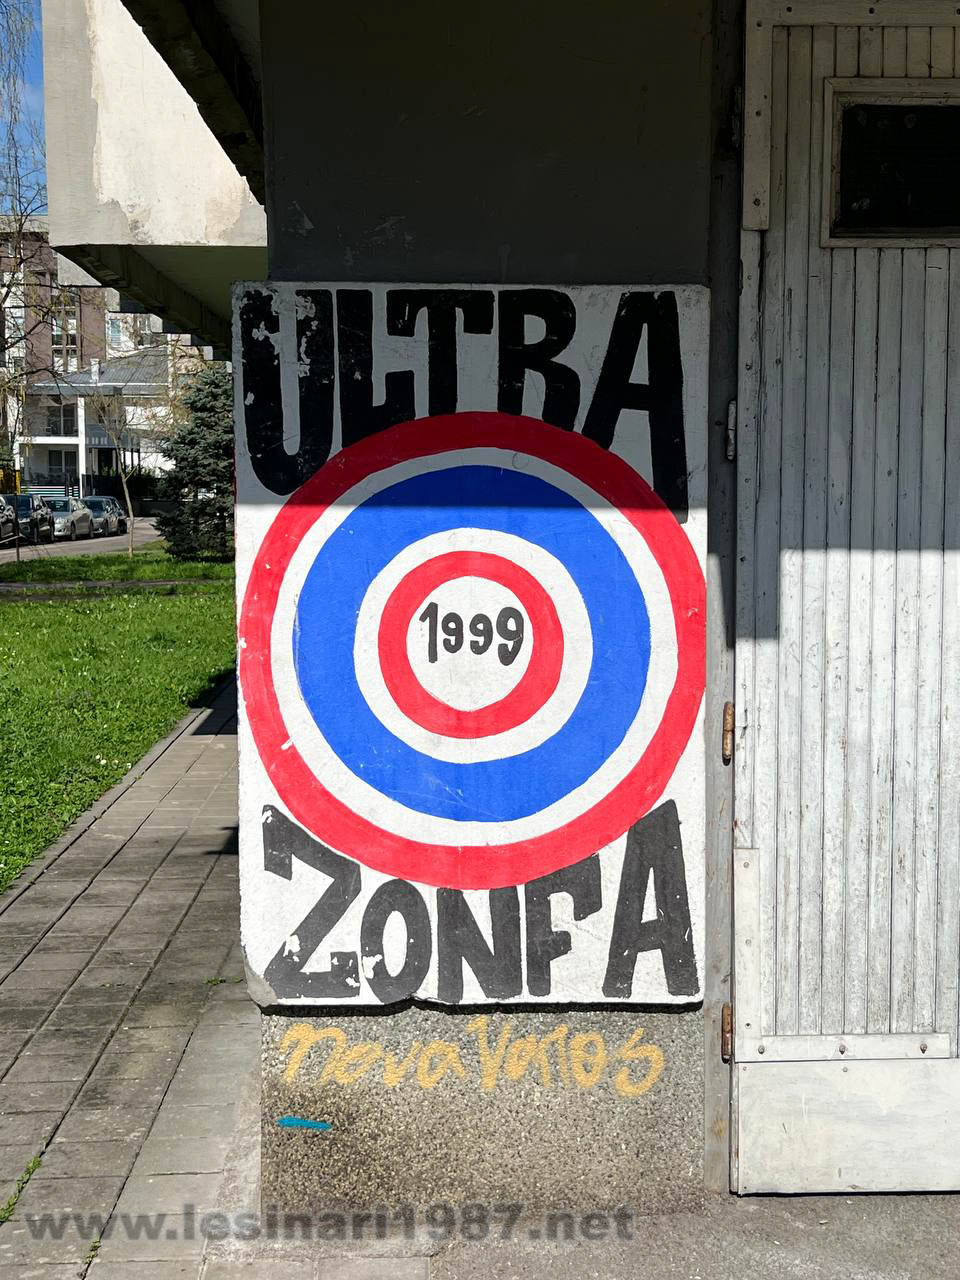 ULTRA
1999
ZONFA
nova Varos
www.lesinari1987.net